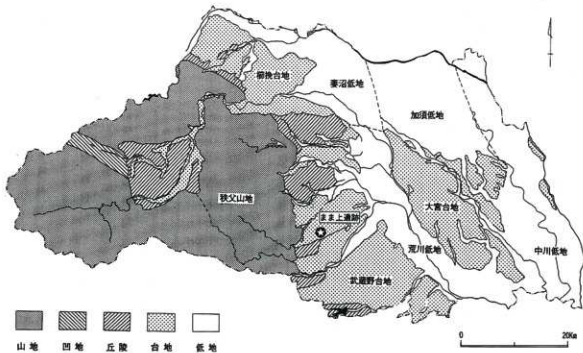 櫛挽台地
妻沼低地
加須低地
秩父山地
まま上遺跡
大宮台地
荒川低地
中川低地
武蔵野台地
山地
凹地
丘陵
台地
低地
0
20Km